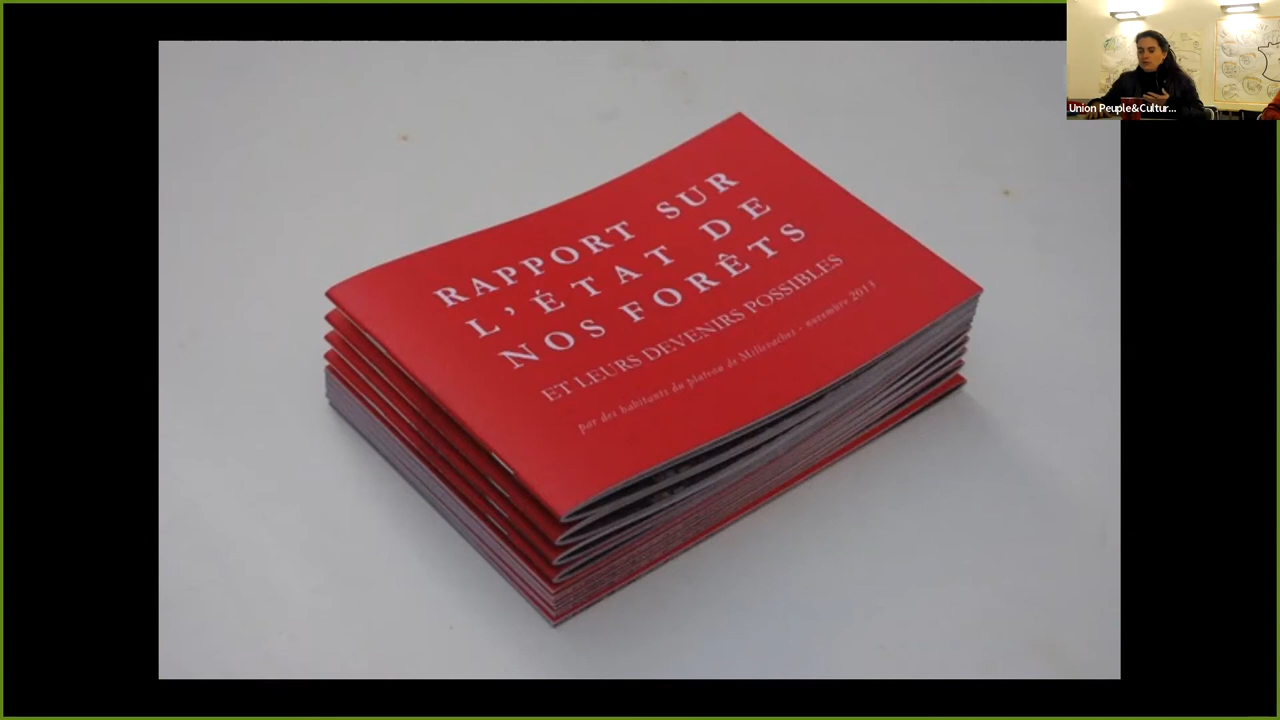 RAPPORT SUR
L'ÉTAT DE
NOS FORÊTS
ET LEURS DEVENIRS POSSIBLES
par des habitants du plateau de Millevaches - novembre 2013
Union Peuple&Cultur...